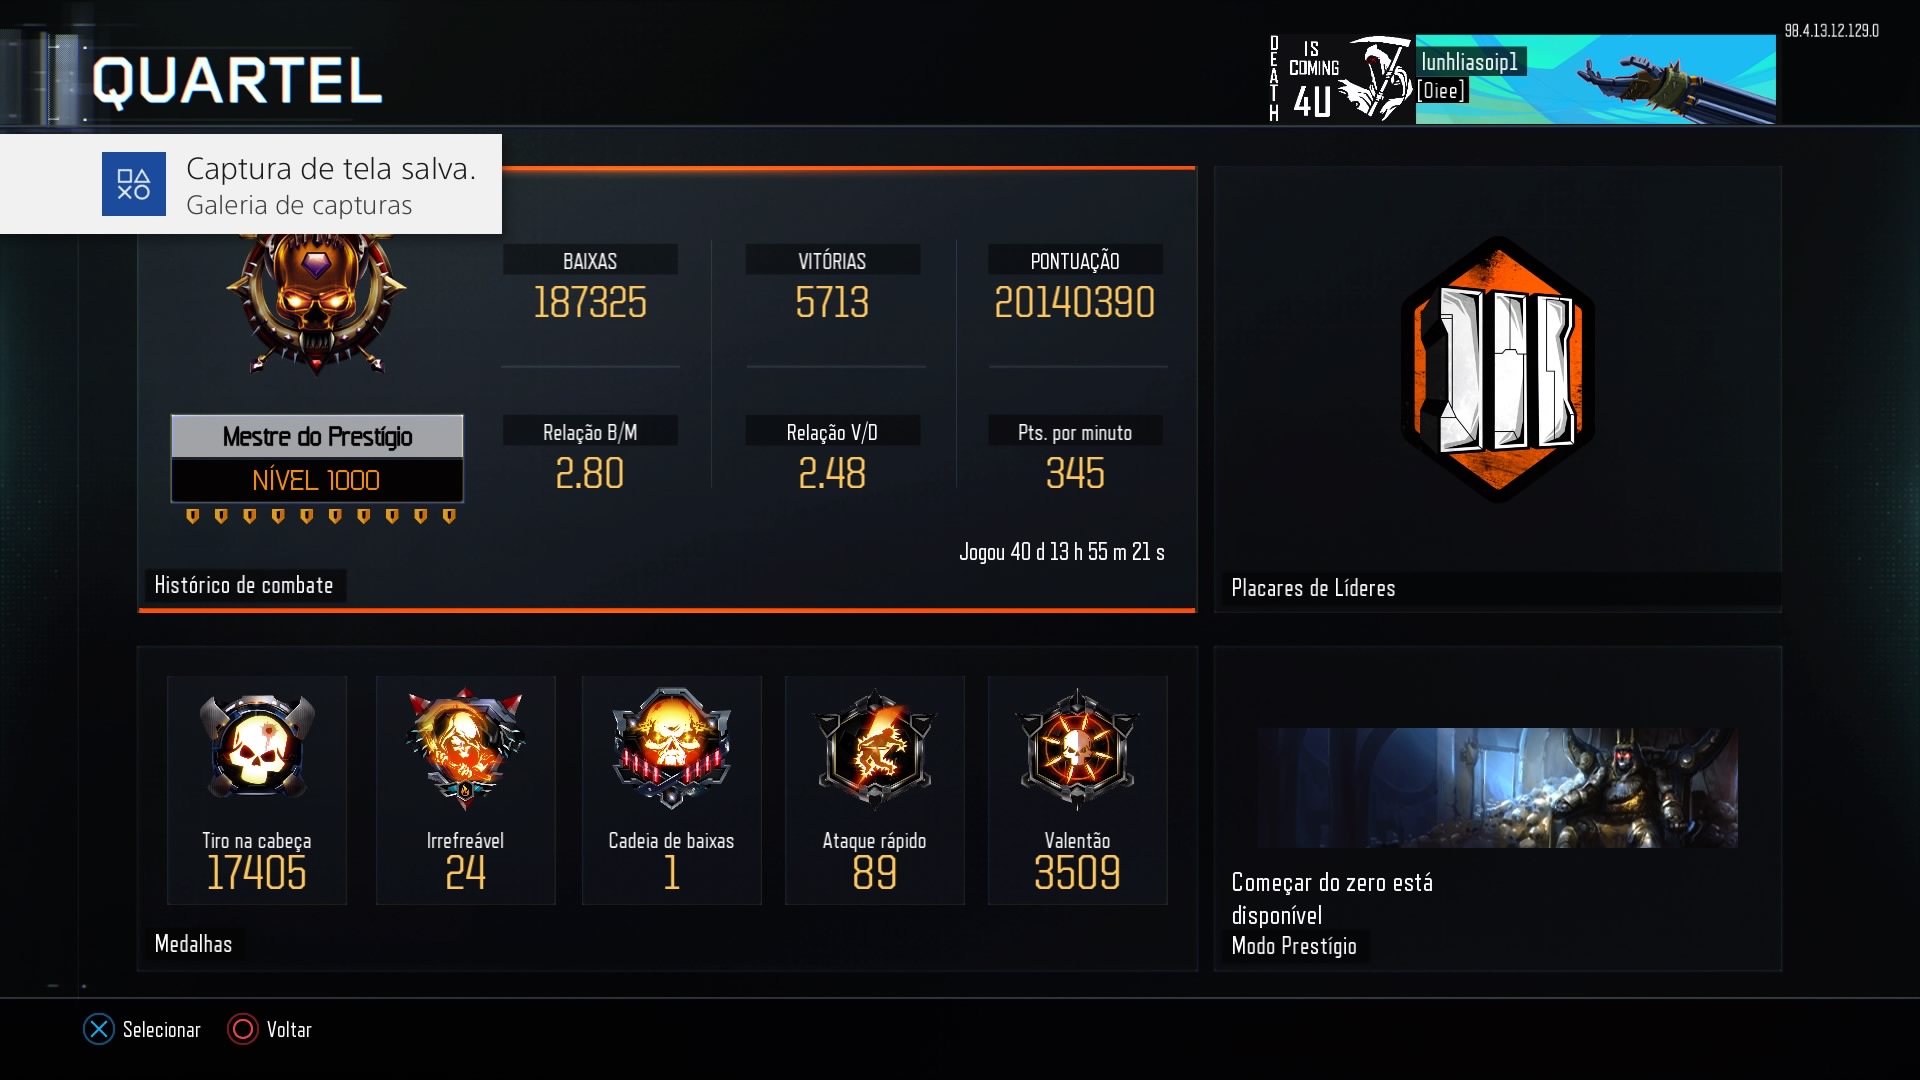 QUARTEL
98.4.13.12.129.0
DEATH
IS
COMING
4U
lunhliasoip1
[Oiee]
Captura de tela salva.
Galeria de capturas
BAIXAS
187325
VITÓRIAS
5713
PONTUAÇÃO
20140390
Mestre do Prestígio
NÍVEL 1000
Relação B/M
2.80
Relação V/D
2.48
Pts. por minuto
345
Jogou 40 d 13 h 55 m 21 s
Histórico de combate
Placares de Líderes
Tiro na cabeça
17405
Irrefreável
24
Cadeia de baixas
1
Ataque rápido
89
Valentão
3509
Medalhas
Começar do zero está
disponível
Modo Prestígio
Selecionar
Voltar